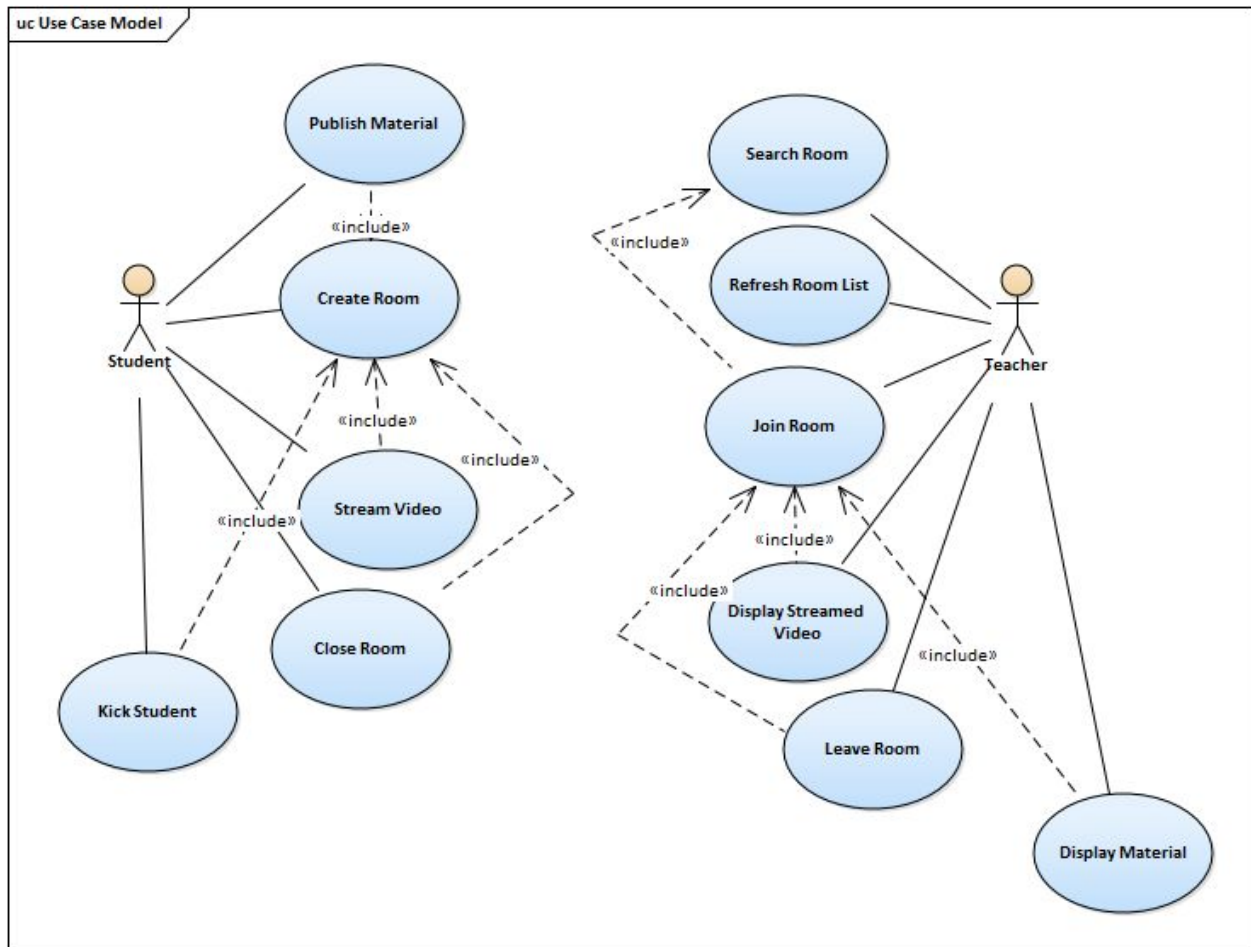 uc Use Case Model
Publish Material
«include»
Create Room
Student
«include»
«include»
Stream Video
«include»
Close Room
Kick Student
Search Room
«include»
Refresh Room List
Teacher
Join Room
«include»
«include»
Display Streamed
Video
«include»
Leave Room
Display Material